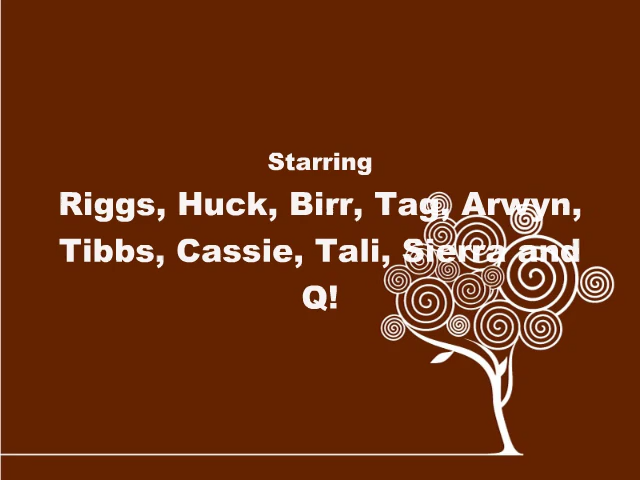 Starring
Riggs, Huck, Birr, Tag, Arwyn,
Tibbs, Cassie, Tali, Sierra and
Q!